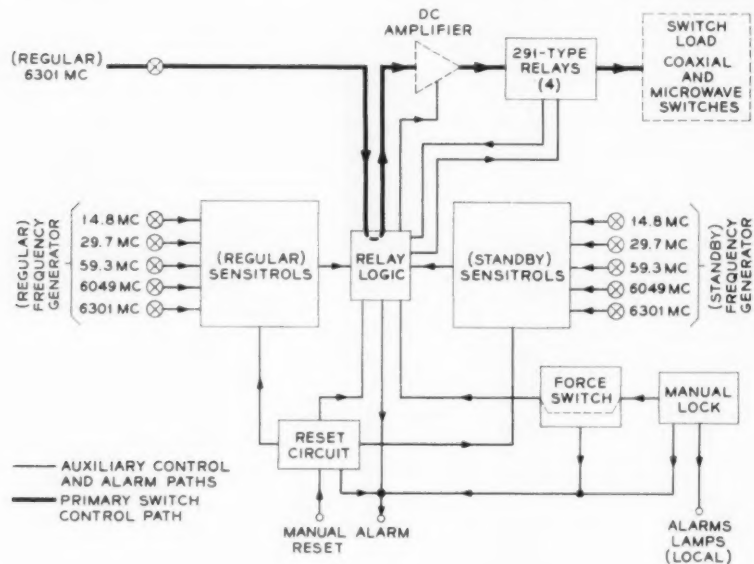 DC
AMPLIFIER
(REGULAR)
6301 MC
291-TYPE
RELAYS
(4)
SWITCH
LOAD
COAXIAL
AND
MICROWAVE
SWITCHES
(REGULAR)
FREQUENCY
GENERATOR
14.8 MC
29.7 MC
59.3 MC
6049 MC
6301 MC
(REGULAR)
SENSITROLS
RELAY
LOGIC
(STANDBY)
SENSITROLS
14.8 MC
29.7 MC
59.3 MC
6049 MC
6301 MC
(STANDBY)
FREQUENCY
GENERATOR
FORCE
SWITCH
MANUAL
LOCK
RESET
CIRCUIT
AUXILIARY CONTROL
AND ALARM PATHS
PRIMARY SWITCH
CONTROL PATH
MANUAL
RESET
ALARM
ALARMS
LAMPS
(LOCAL)